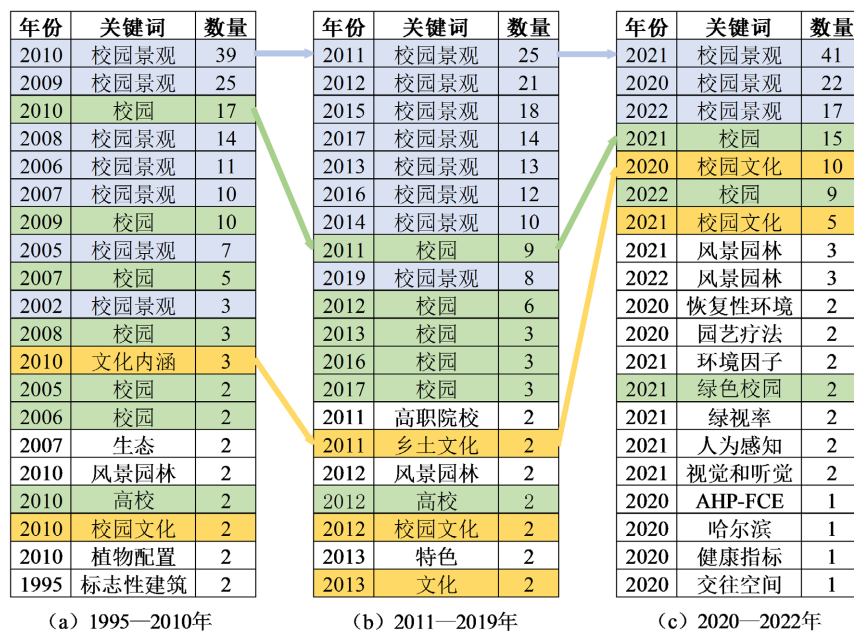 年份 关键词 数量 年份 关键词 数量 年份 关键词 数量
2010 校园景观 39 2011 校园景观 25 2021 校园景观 41
2009 校园景观 25 2012 校园景观 21 2020 校园景观 22
2010 校园 17 2015 校园景观 18 2022 校园景观 17
2008 校园景观 14 2017 校园景观 14 2021 校园 15
2006 校园景观 11 2013 校园景观 13 2020 校园文化 10
2007 校园景观 10 2016 校园景观 12 2022 校园 9
2009 校园 10 2014 校园景观 10 2021 校园文化 5
2005 校园景观 7 2011 校园 9 2021 风景园林 3
2007 校园 5 2019 校园景观 8 2022 风景园林 3
2002 校园景观 3 2012 校园 6 2020 恢复性环境 2
2008 校园 3 2013 校园 3 2020 园艺疗法 2
2010 文化内涵 3 2016 校园 3 2021 环境因子 2
2005 校园 2 2017 校园 3 2021 绿色校园 2
2006 校园 2 2011 高职院校 2 2021 绿视率 2
2007 生态 2 2011 乡土文化 2 2021 人为感知 2
2010 风景园林 2 2012 风景园林 2 2021 视觉和听觉 2
2010 高校 2 2012 高校 2 2020 AHP-FCE 1
2010 校园文化 2 2012 校园文化 2 2020 哈尔滨 1
2010 植物配置 2 2013 特色 2 2020 健康指标 1
1995 标志性建筑 2 2013 文化 2 2020 交往空间 1
（a）1995—2010年 （b）2011—2019年 （c）2020—2022年